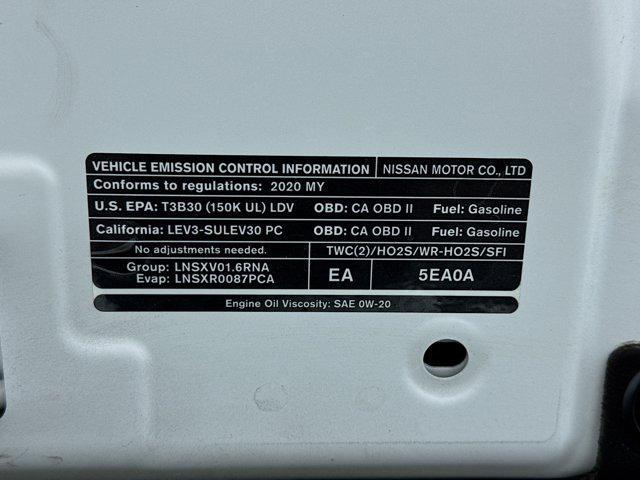 VEHICLE EMISSION CONTROL INFORMATION NISSAN MOTOR CO., LTD
Conforms to regulations: 2020 MY
U.S. EPA: T3B30 (150K UL) LDV OBD: CA OBD II Fuel: Gasoline
California: LEV3-SULEV30 PC OBD: CA OBD II Fuel: Gasoline
No adjustments needed. TWC(2)/HO2S/WR-HO2S/SFI
Group: LNSXV01.6RNA
Evap: LNSXR0087PCA
EA 5EA0A
Engine Oil Viscosity: SAE 0W-20